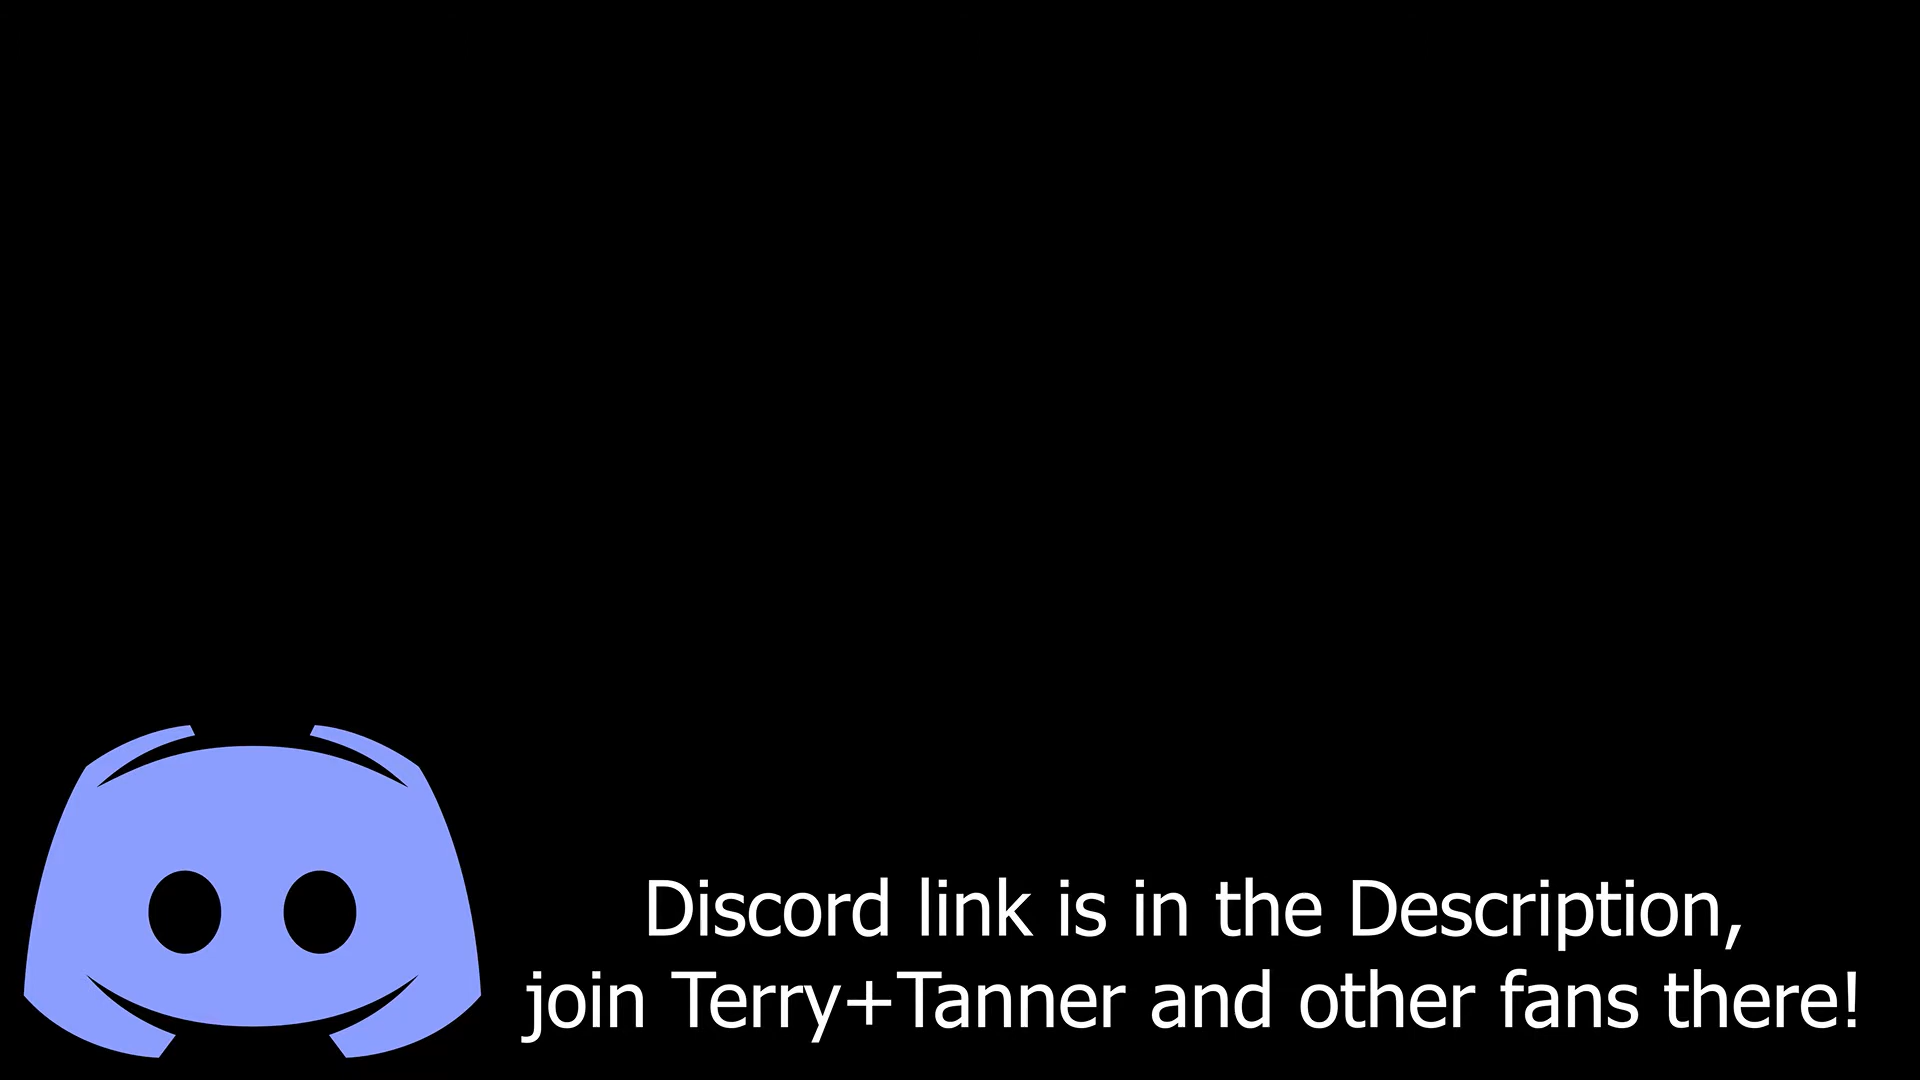 Discord link is in the Description,
join Terry+Tanner and other fans there!